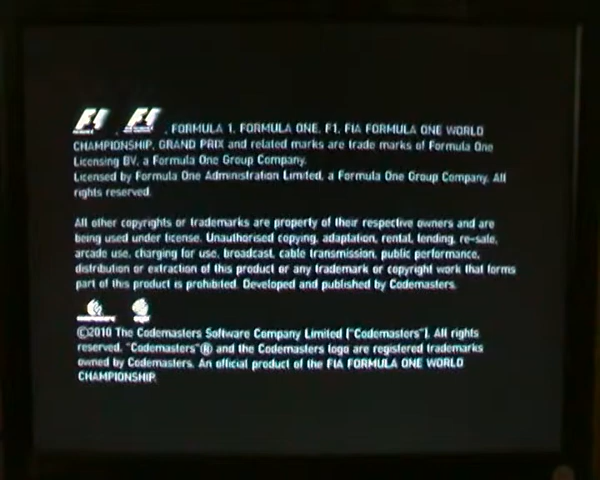 F1, F1, FORMULA 1, FORMULA ONE, F1, FIA FORMULA ONE WORLD
CHAMPIONSHIP, GRAND PRIX and related marks are trade marks of Formula One
Licensing BV, a Formula One Group Company.
Licensed by Formula One Administration Limited, a Formula One Group Company. All
rights reserved.
All other copyrights or trademarks are property of their respective owners and are
being used under license. Unauthorised copying, adaptation, rental, lending, re-sale,
arcade use, charging for use, broadcast, cable transmission, public performance,
distribution or extraction of this product or any trademark or copyright work that forms
part of this product is prohibited. Developed and published by Codemasters.
©2010 The Codemasters Software Company Limited ("Codemasters"). All rights
reserved. "Codemasters"® and the Codemasters logo are registered trademarks
owned by Codemasters. An official product of the FIA FORMULA ONE WORLD
CHAMPIONSHIP.